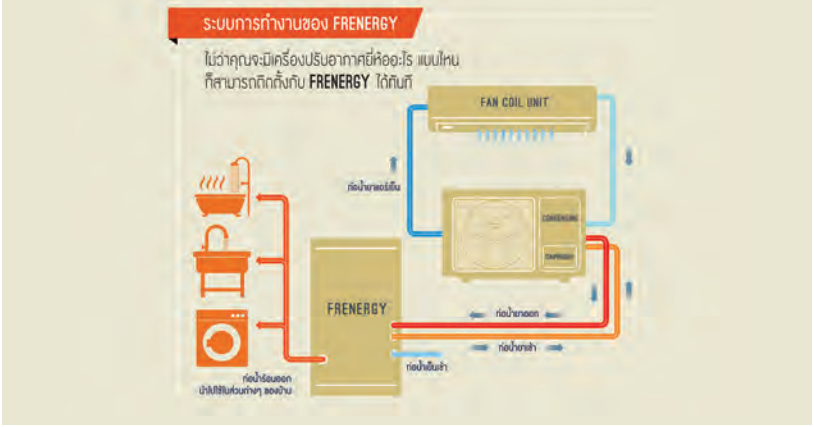 ระบบการทำงานของ FRENERGY
ไม่ว่าคุณจะมีเครื่องปรับอากาศยี่ห้ออะไร แบบไหน
ก็สามารถติดตั้งกับ FRENERGY ได้ทันที
FAN COIL UNIT
ท่อน้ำยาแอร์เย็น
CONDENSING
COMPRESSOR
FRENERGY
ท่อน้ำยาออก
ท่อน้ำยาเข้า
ท่อน้ำเย็นเข้า
ท่อน้ำร้อนออก
นำไปใช้ในส่วนต่างๆ ของบ้าน